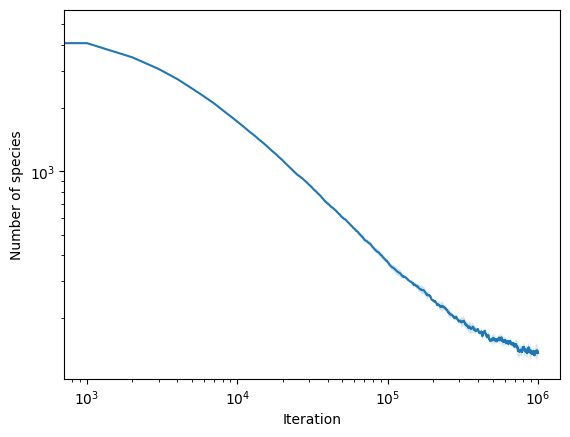 Number of species
10³
10³
10⁴
10⁵
10⁶
Iteration